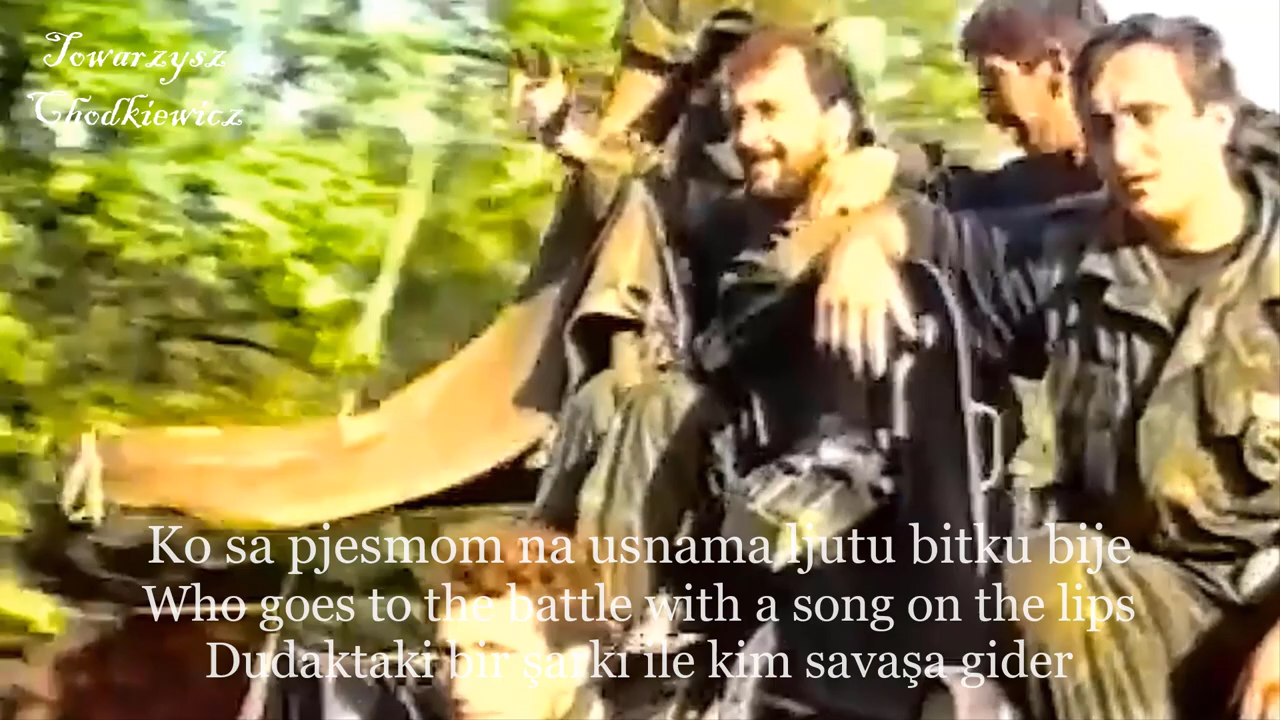 Towarzysz
Chodkiewicz
Ko sa pjesmom na usnama ljutu bitku bije
Who goes to the battle with a song on the lips
Dudaktaki bir şarkı ile kim savaşa gider